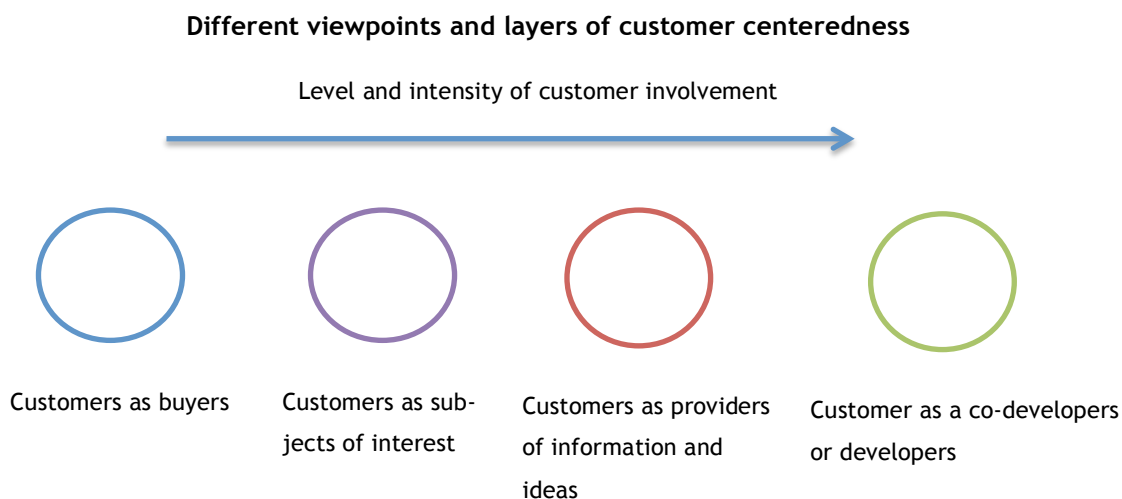 Different viewpoints and layers of customer centeredness
Level and intensity of customer involvement
Customers as buyers
Customers as sub-
jects of interest
Customers as providers
of information and
ideas
Customer as a co-developers
or developers